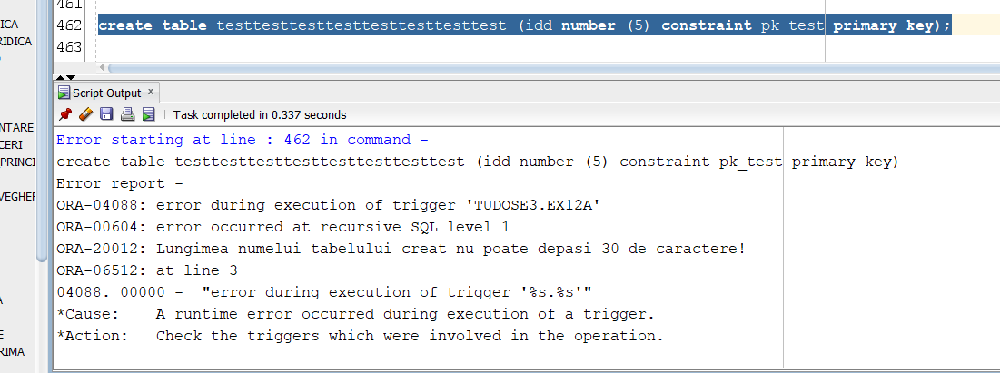 461
ICA
462 create table testtesttesttesttesttesttesttest (idd number (5) constraint pk_test primary key);
RIDICA
463
Script Output x
Task completed in 0.337 seconds
NTARE
CERI
PRINCI
VEGHEI
RIMA
Error starting at line : 462 in command -
create table testtesttesttesttesttesttesttest (idd number (5) constraint pk_test primary key)
Error report -
ORA-04088: error during execution of trigger 'TUDOSE3.EX12A'
ORA-00604: error occurred at recursive SQL level 1
ORA-20012: Lungimea numelui tabelului creat nu poate depasi 30 de caractere!
ORA-06512: at line 3
04088. 00000 -  "error during execution of trigger '%s.%s'"
*Cause:    A runtime error occurred during execution of a trigger.
*Action:   Check the triggers which were involved in the operation.